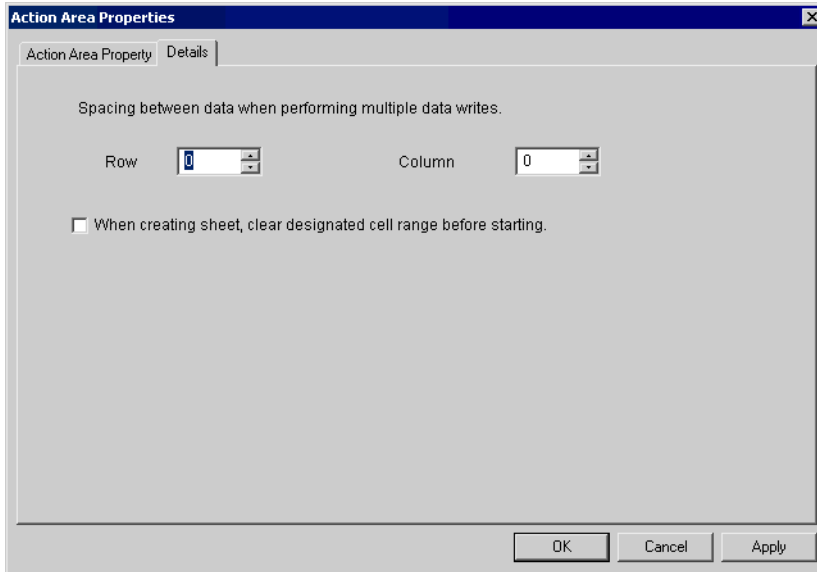 Action Area Properties
Action Area Property Details
Spacing between data when performing multiple data writes.
Row 0 Column 0
When creating sheet, clear designated cell range before starting.
OK Cancel Apply